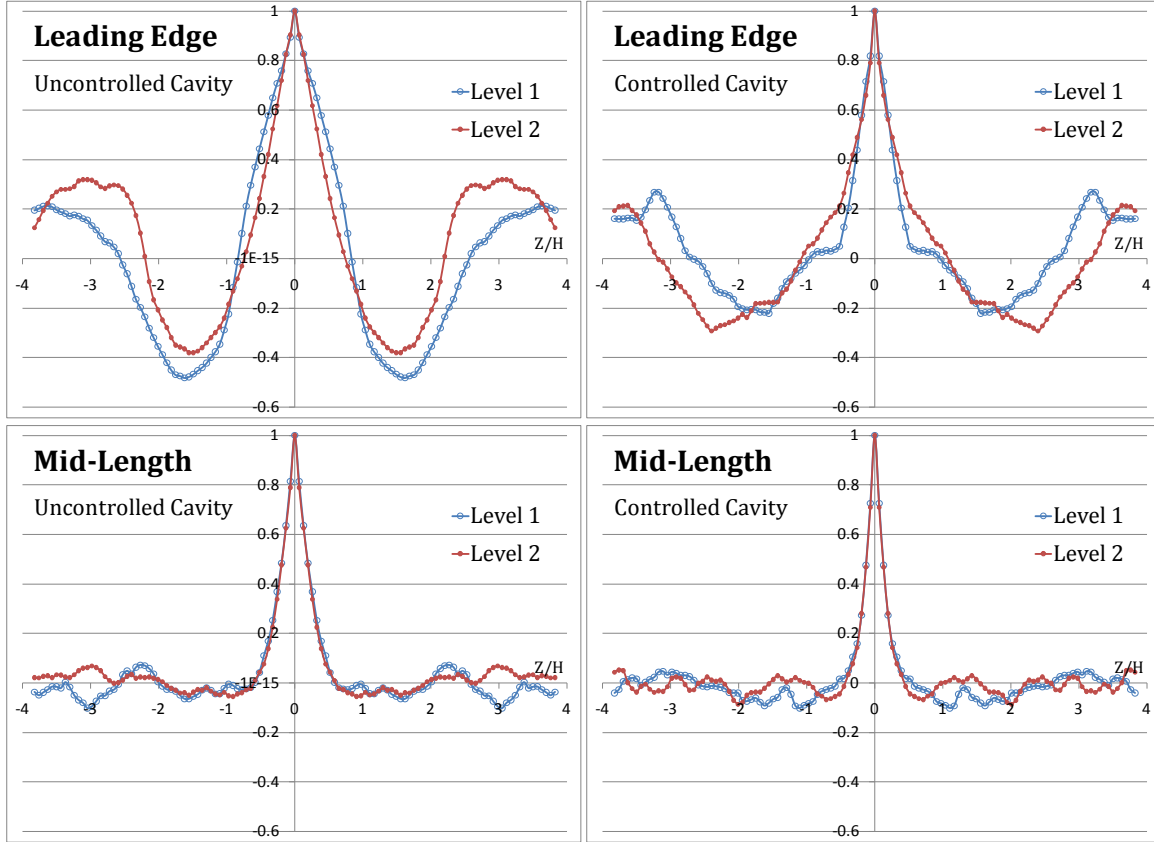 Leading Edge
Uncontrolled Cavity
Level 1
Level 2
Z/H
1
0.8
0.6
0.4
0.2
-1E-15
-0.2
-0.4
-0.6
-4 -3 -2 -1 0 1 2 3 4
Leading Edge
Controlled Cavity
Level 1
Level 2
Z/H
1
0.8
0.6
0.4
0.2
0
-0.2
-0.4
-0.6
-4 -3 -2 -1 0 1 2 3 4
Mid-Length
Uncontrolled Cavity
Level 1
Level 2
Z/H
1
0.8
0.6
0.4
0.2
-1E-15
-0.2
-0.4
-0.6
-4 -3 -2 -1 0 1 2 3 4
Mid-Length
Controlled Cavity
Level 1
Level 2
Z/H
1
0.8
0.6
0.4
0.2
0
-0.2
-0.4
-0.6
-4 -3 -2 -1 0 1 2 3 4